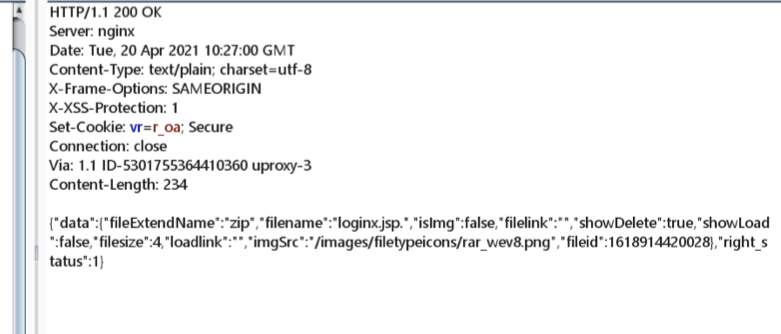 HTTP/1.1 200 OK
Server: nginx
Date: Tue, 20 Apr 2021 10:27:00 GMT
Content-Type: text/plain; charset=utf-8
X-Frame-Options: SAMEORIGIN
X-XSS-Protection: 1
Set-Cookie: vr=r_oa; Secure
Connection: close
Via: 1.1 ID-5301755364410360 uproxy-3
Content-Length: 234
{"data":{"fileExtendName":"zip","filename":"loginx.jsp.","isImg":false,"filelink":"","showDelete":true,"showLoad
":false,"filesize":4,"loadlink":"","imgSrc":"/images/filetypeicons/rar_wev8.png","fileid":1618914420028},"right_s
tatus":1}